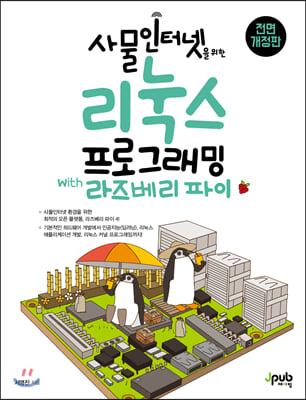 전면
개정판
사물인터넷을 위한
리눅스
프로그래밍
with 라즈베리 파이
사물인터넷 환경을 위한
최적의 오픈 플랫폼, 라즈베리 파이 4!
기본적인 하드웨어 개발에서 인공지능(딥러닝), 리눅스
애플리케이션 개발, 리눅스 커널 프로그래밍까지!
Jpub
제이펍